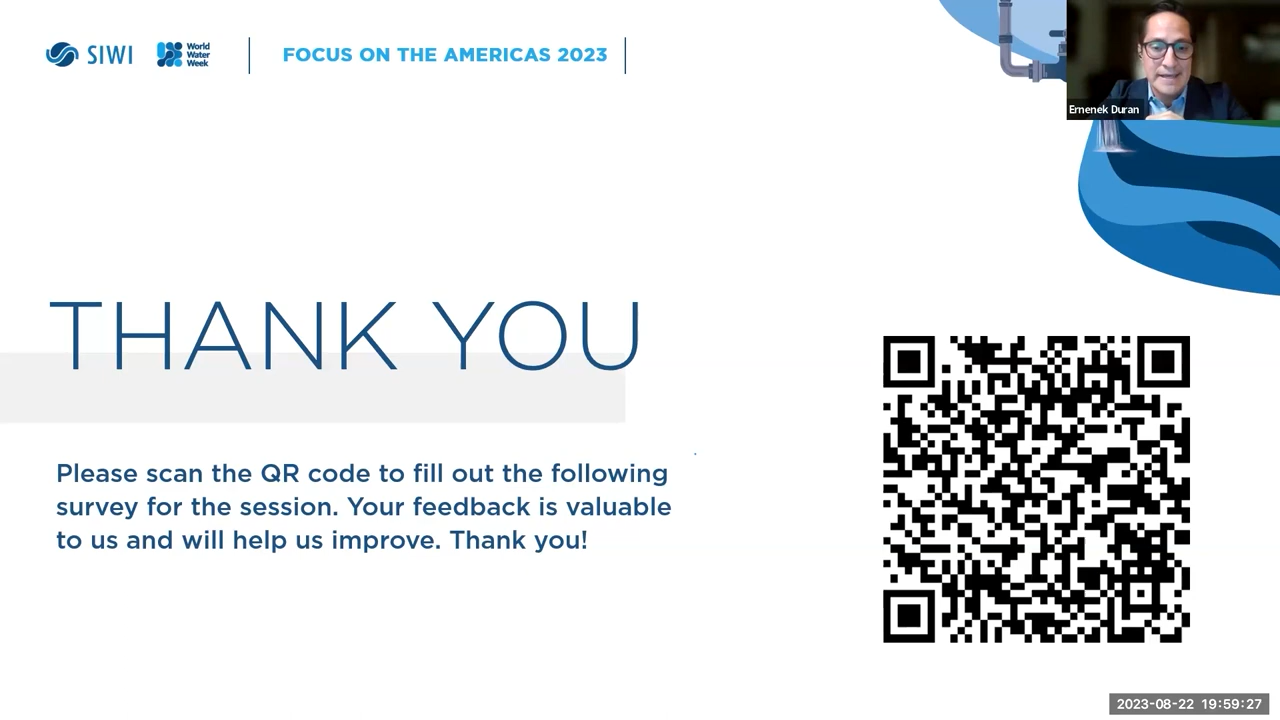 SIWI
World
Water
Week
FOCUS ON THE AMERICAS 2023
Ernenek Duran
THANK YOU
Please scan the QR code to fill out the following
survey for the session. Your feedback is valuable
to us and will help us improve. Thank you!
2023-08-22 19:59:27